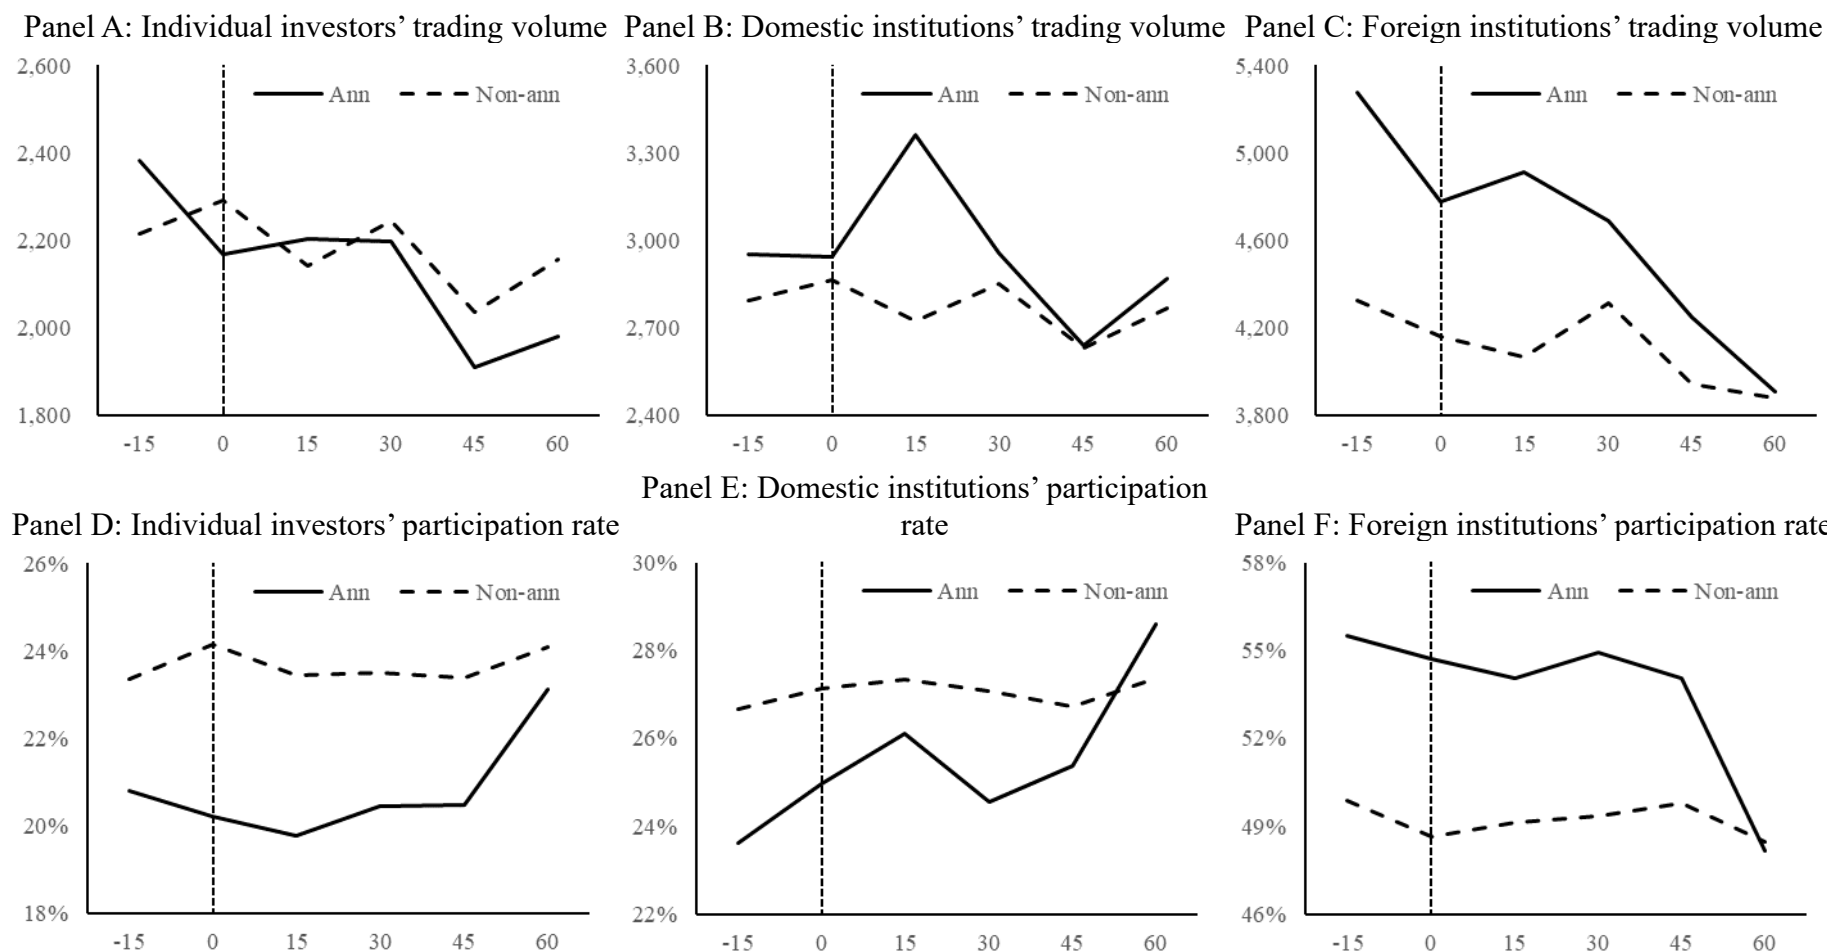 Panel A: Individual investors’ trading volume
2,600
2,400
2,200
2,000
1,800
Ann
Non-ann
-15 0 15 30 45 60
Panel B: Domestic institutions’ trading volume
3,600
3,300
3,000
2,700
2,400
Ann
Non-ann
-15 0 15 30 45 60
Panel C: Foreign institutions’ trading volume
5,400
5,000
4,600
4,200
3,800
Ann
Non-ann
-15 0 15 30 45 60
Panel D: Individual investors’ participation rate
26%
24%
22%
20%
18%
Ann
Non-ann
-15 0 15 30 45 60
Panel E: Domestic institutions’ participation
rate
30%
28%
26%
24%
22%
Ann
Non-ann
-15 0 15 30 45 60
Panel F: Foreign institutions’ participation rate
58%
55%
52%
49%
46%
Ann
Non-ann
-15 0 15 30 45 60